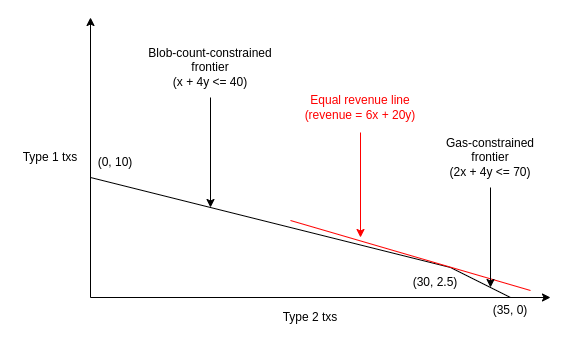 Blob-count-constrained
frontier
(x + 4y <= 40)
Equal revenue line
(revenue = 6x + 20y)
Gas-constrained
frontier
(2x + 4y <= 70)
Type 1 txs
(0, 10)
(30, 2.5)
(35, 0)
Type 2 txs